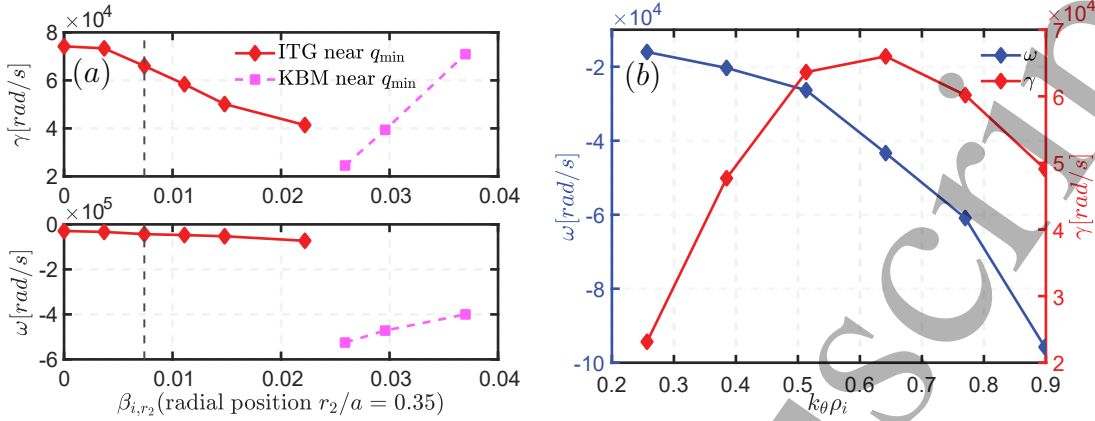 ×10⁴
8
6
4
2
γ[rad/s]
(a)
ITG near q_min
KBM near q_min
0 0.01 0.02 0.03 0.04
×10⁵
0
-2
-4
-6
ω[rad/s]
0 0.01 0.02 0.03 0.04
β_{i,r₂}(radial position r₂/a = 0.35)
×10⁴
-2
-4
-6
-8
-10
ω[rad/s]
(b)
ω
γ
×10⁴
7
6
5
4
3
2
γ[rad/s]
0.2 0.3 0.4 0.5 0.6 0.7 0.8 0.9
k_θρ_i
scrip